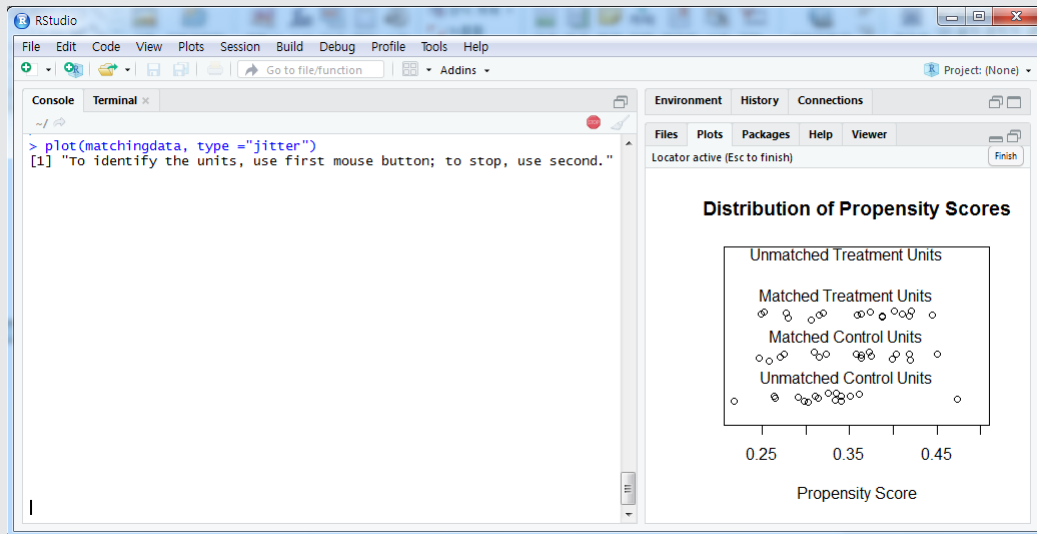 RStudio
File Edit Code View Plots Session Build Debug Profile Tools Help
Go to file/function Addins Project: (None)
Console Terminal
~/
> plot(matchingdata, type ="jitter")
[1] "To identify the units, use first mouse button; to stop, use second."
Environment History Connections
Files Plots Packages Help Viewer
Locator active (Esc to finish) Finish
Distribution of Propensity Scores
Unmatched Treatment Units
Matched Treatment Units
Matched Control Units
Unmatched Control Units
0.25 0.35 0.45
Propensity Score